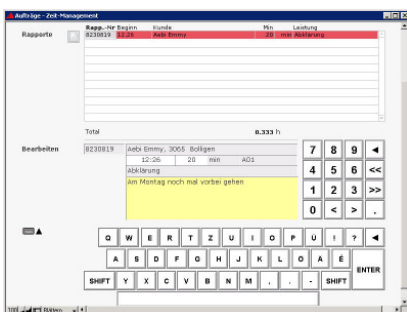 Aufträge - Zeit-Management
Rapp.-Nr Beginn Kunde Min Leistung
Rapporte 8230819 12:26 Aebi Emmy 20 min Abklärung
Total 0.333 h
Bearbeiten 8230819 Aebi Emmy, 3065 Bolligen
12:26 20 min A01
Abklärung
Am Montag noch mal vorbei gehen
7 8 9 ◄
4 5 6 <<
1 2 3 >>
0 < > .
Q W E R T Z U I O P Ü ! ? ◄
A S D F G H J K L Ö Ä É ENTER
SHIFT Y X C V B N M , . - SHIFT
100